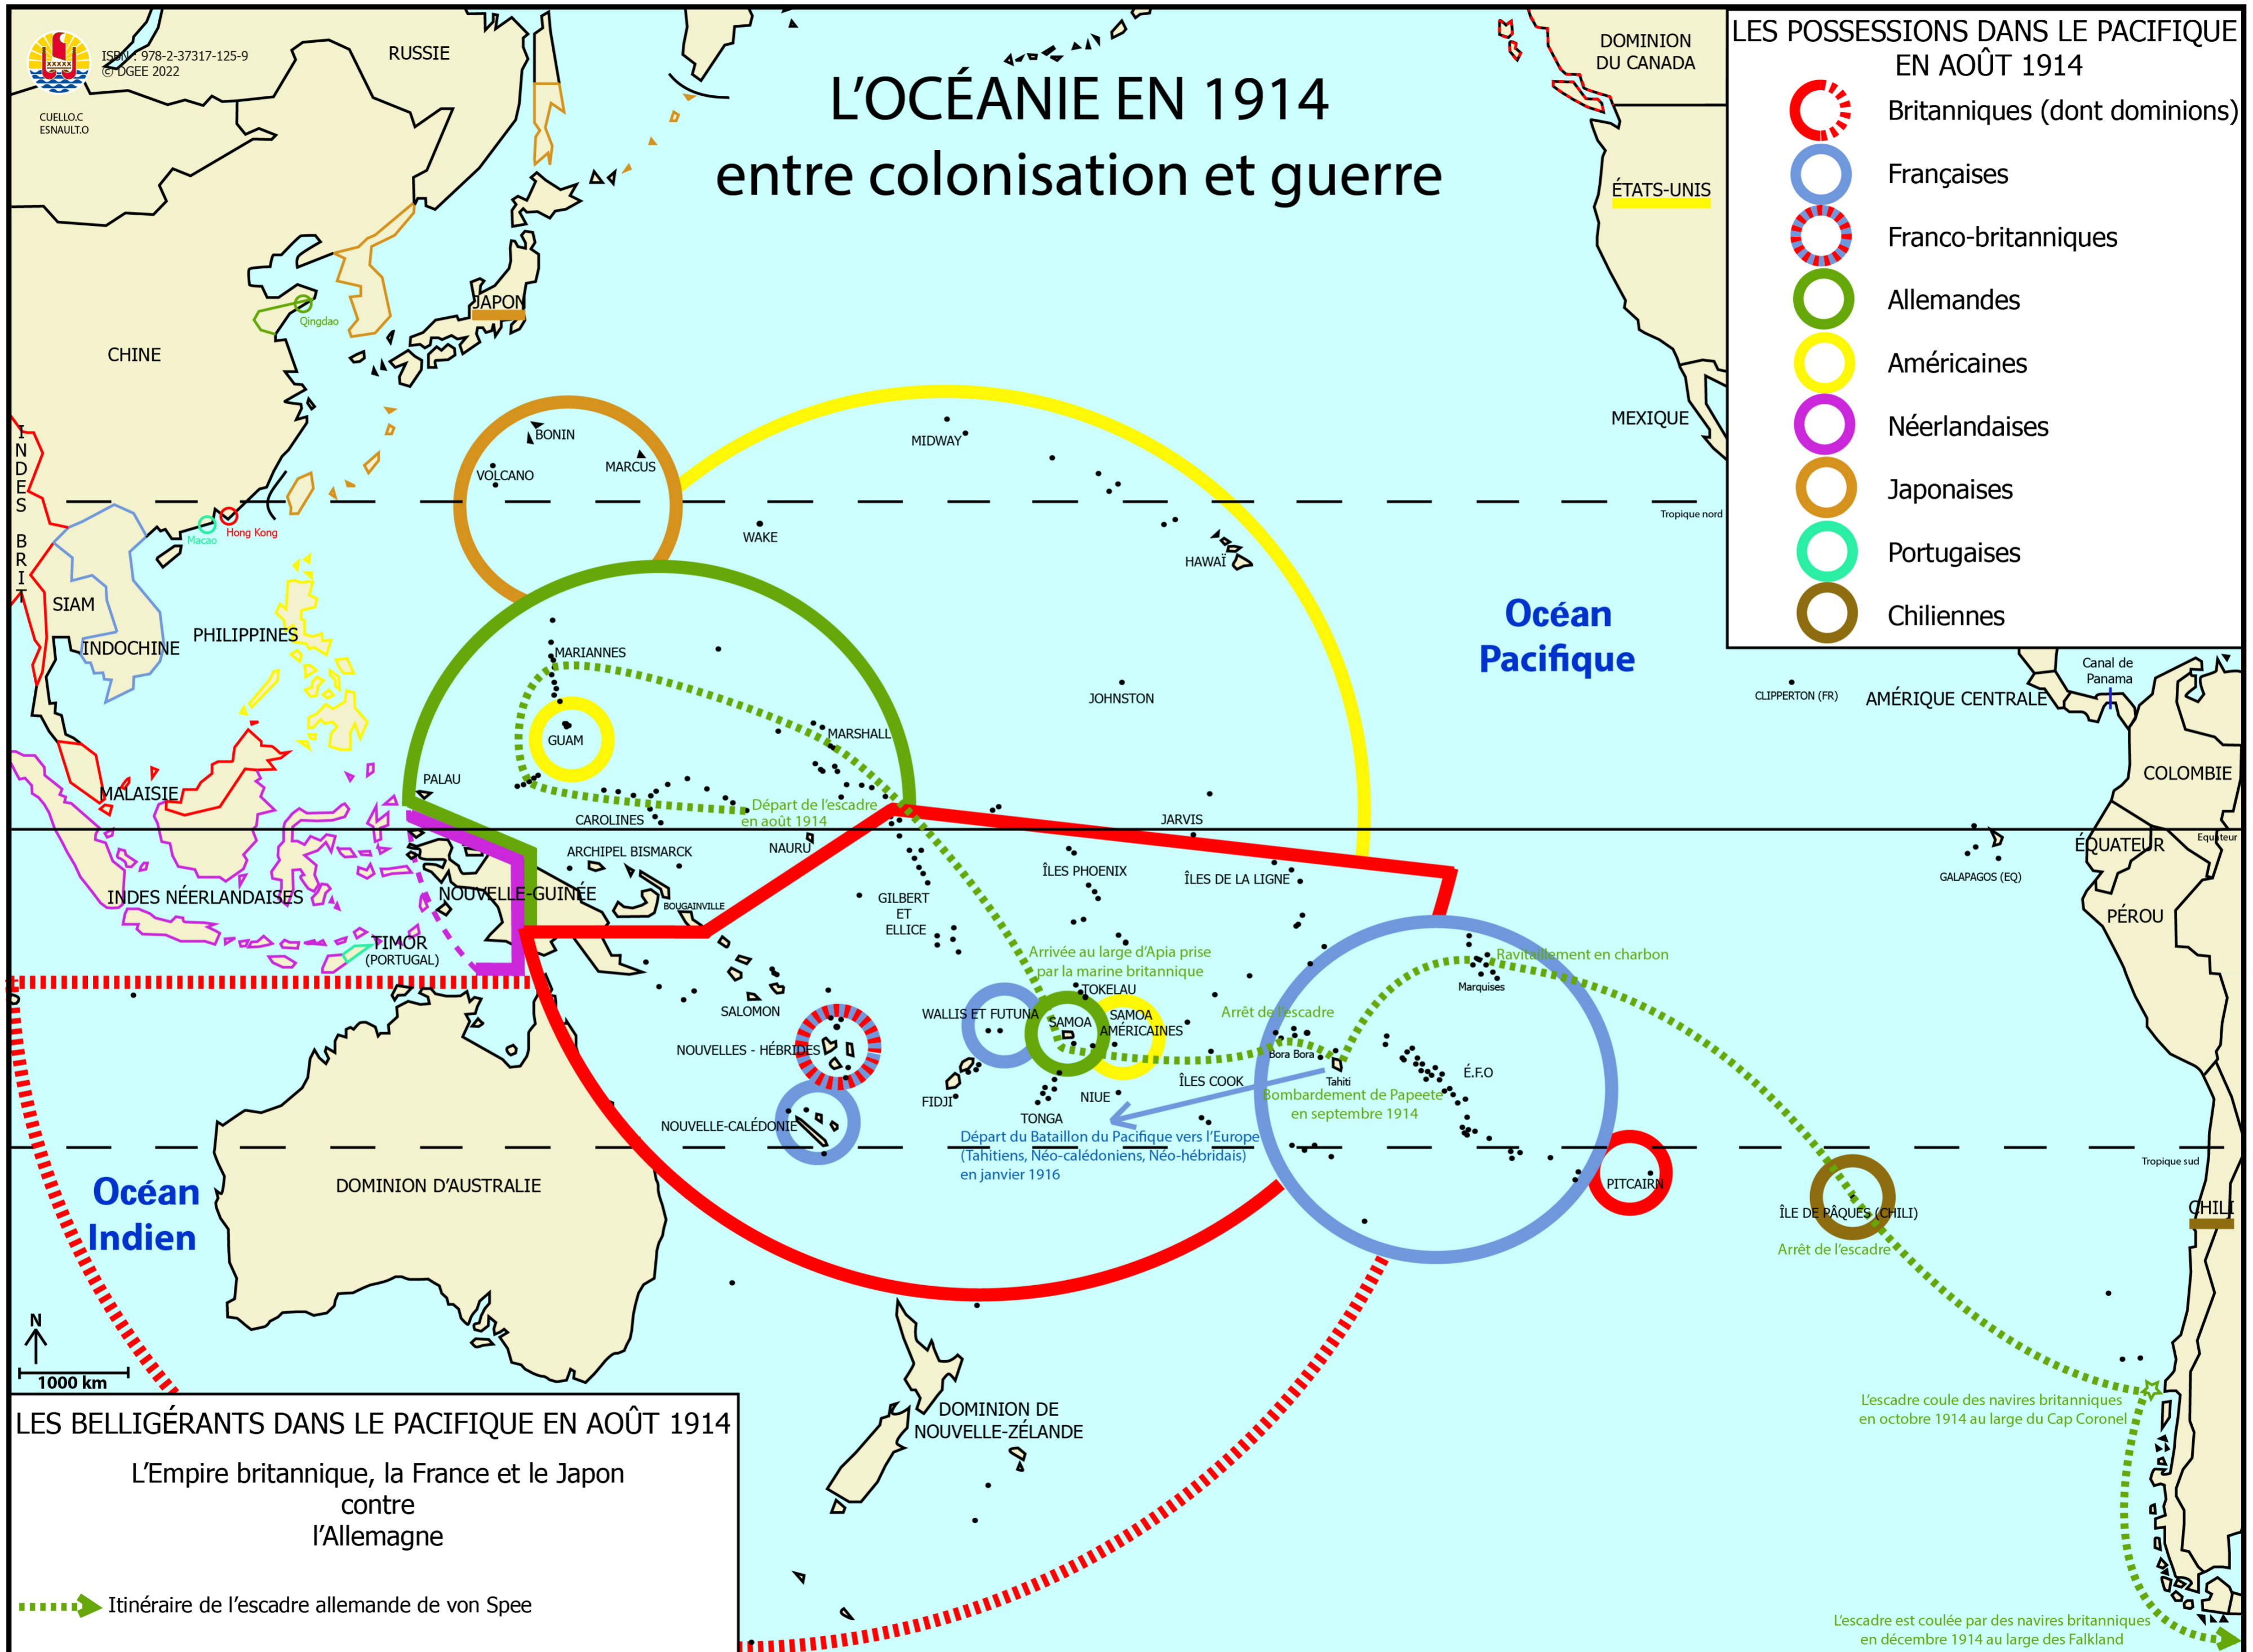 ISBN : 978-2-37317-125-9
© DGEE 2022
CUELLO.C
ESNAULT.O
L'OCÉANIE EN 1914
entre colonisation et guerre
LES POSSESSIONS DANS LE PACIFIQUE
EN AOÛT 1914
Britanniques (dont dominions)
Françaises
Franco-britanniques
Allemandes
Américaines
Néerlandaises
Japonaises
Portugaises
Chiliennes
RUSSIE
DOMINION
DU CANADA
ÉTATS-UNIS
JAPON
Qingdao
CHINE
MEXIQUE
INDES BRIT
BONIN
VOLCANO
MARCUS
MIDWAY
Tropique nord
Macao
Hong Kong
WAKE
HAWAÏ
SIAM
INDOCHINE
PHILIPPINES
Océan
Pacifique
MARIANNES
GUAM
JOHNSTON
MARSHALL
CLIPPERTON (FR)
AMÉRIQUE CENTRALE
Canal de
Panama
COLOMBIE
MALAISIE
PALAU
CAROLINES
Départ de l'escadre
en août 1914
NAURU
JARVIS
Equateur
ÉQUATEUR
ARCHIPEL BISMARCK
ÎLES PHOENIX
ÎLES DE LA LIGNE
GALAPAGOS (EQ)
INDES NÉERLANDAISES
NOUVELLE-GUINÉE
BOUGAINVILLE
GILBERT
ET
ELLICE
PÉROU
TIMOR
(PORTUGAL)
Arrivée au large d'Apia prise
par la marine britannique
Ravitaillement en charbon
Marquises
TOKELAU
SALOMON
WALLIS ET FUTUNA
SAMOA
SAMOA
AMÉRICAINES
Arrêt de l'escadre
NOUVELLES - HÉBRIDES
Bora Bora
Tahiti
É.F.O
ÎLES COOK
FIDJI
TONGA
NIUE
Bombardement de Papeete
en septembre 1914
NOUVELLE-CALÉDONIE
Départ du Bataillon du Pacifique vers l'Europe
(Tahitiens, Néo-calédoniens, Néo-hébridais)
en janvier 1916
Tropique sud
Océan
Indien
DOMINION D'AUSTRALIE
PITCAIRN
ÎLE DE PÂQUES (CHILI)
Arrêt de l'escadre
CHILI
N
1000 km
DOMINION DE
NOUVELLE-ZÉLANDE
L'escadre coule des navires britanniques
en octobre 1914 au large du Cap Coronel
LES BELLIGÉRANTS DANS LE PACIFIQUE EN AOÛT 1914
L'Empire britannique, la France et le Japon
contre
l'Allemagne
Itinéraire de l'escadre allemande de von Spee
L'escadre est coulée par des navires britanniques
en décembre 1914 au large des Falkland